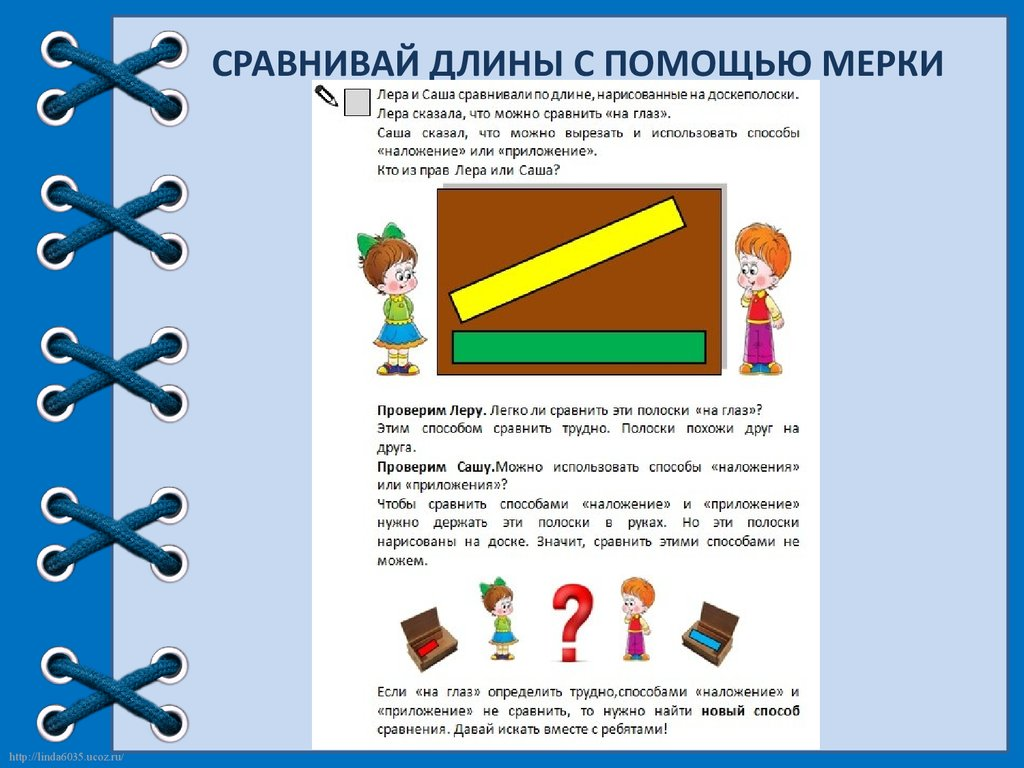 СРАВНИВАЙ ДЛИНЫ С ПОМОЩЬЮ МЕРКИ
Лера и Саша сравнивали по длине, нарисованные на доскеполоски.
Лера сказала, что можно сравнить «на глаз».
Саша сказал, что можно вырезать и использовать способы
«наложение» или «приложение».
Кто из прав Лера или Саша?
Проверим Леру. Легко ли сравнить эти полоски «на глаз»?
Этим способом сравнить трудно. Полоски похожи друг на
друга.
Проверим Сашу.Можно использовать способы «наложения»
или «приложения»?
Чтобы сравнить способами «наложение» и «приложение»
нужно держать эти полоски в руках. Но эти полоски
нарисованы на доске. Значит, сравнить этими способами не
можем.
?
Если «на глаз» определить трудно,способами «наложение» и
«приложение» не сравнить, то нужно найти новый способ
сравнения. Давай искать вместе с ребятами!
http://linda6035.ucoz.ru/